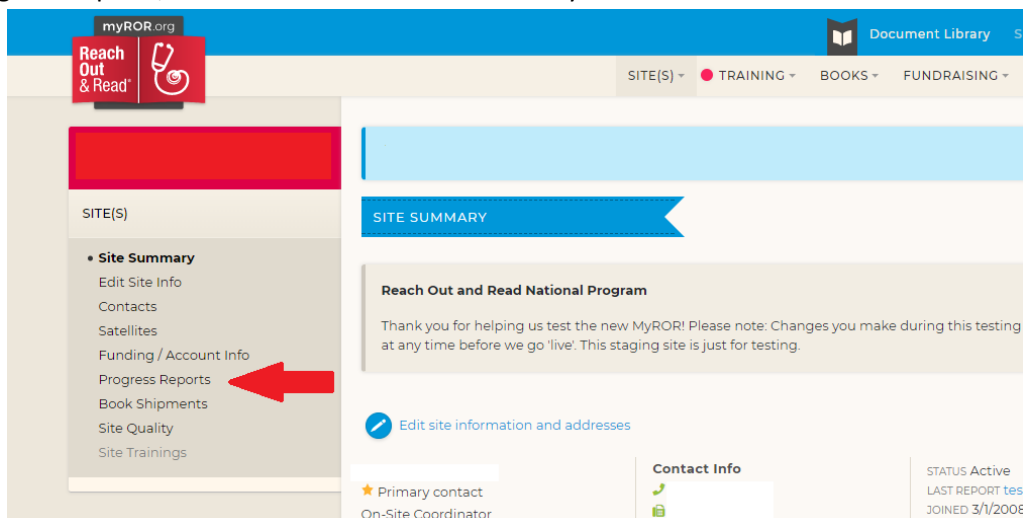 myROR.org
Reach
Out
& Read®
Document Library
SITE(S)
TRAINING
BOOKS
FUNDRAISING
SITE(S)
• Site Summary
Edit Site Info
Contacts
Satellites
Funding / Account Info
Progress Reports
Book Shipments
Site Quality
Site Trainings
SITE SUMMARY
Reach Out and Read National Program
Thank you for helping us test the new MyROR! Please note: Changes you make during this testing
at any time before we go 'live'. This staging site is just for testing.
Edit site information and addresses
Primary contact
On-Site Coordinator
Contact Info
STATUS Active
LAST REPORT tes
JOINED 3/1/2008